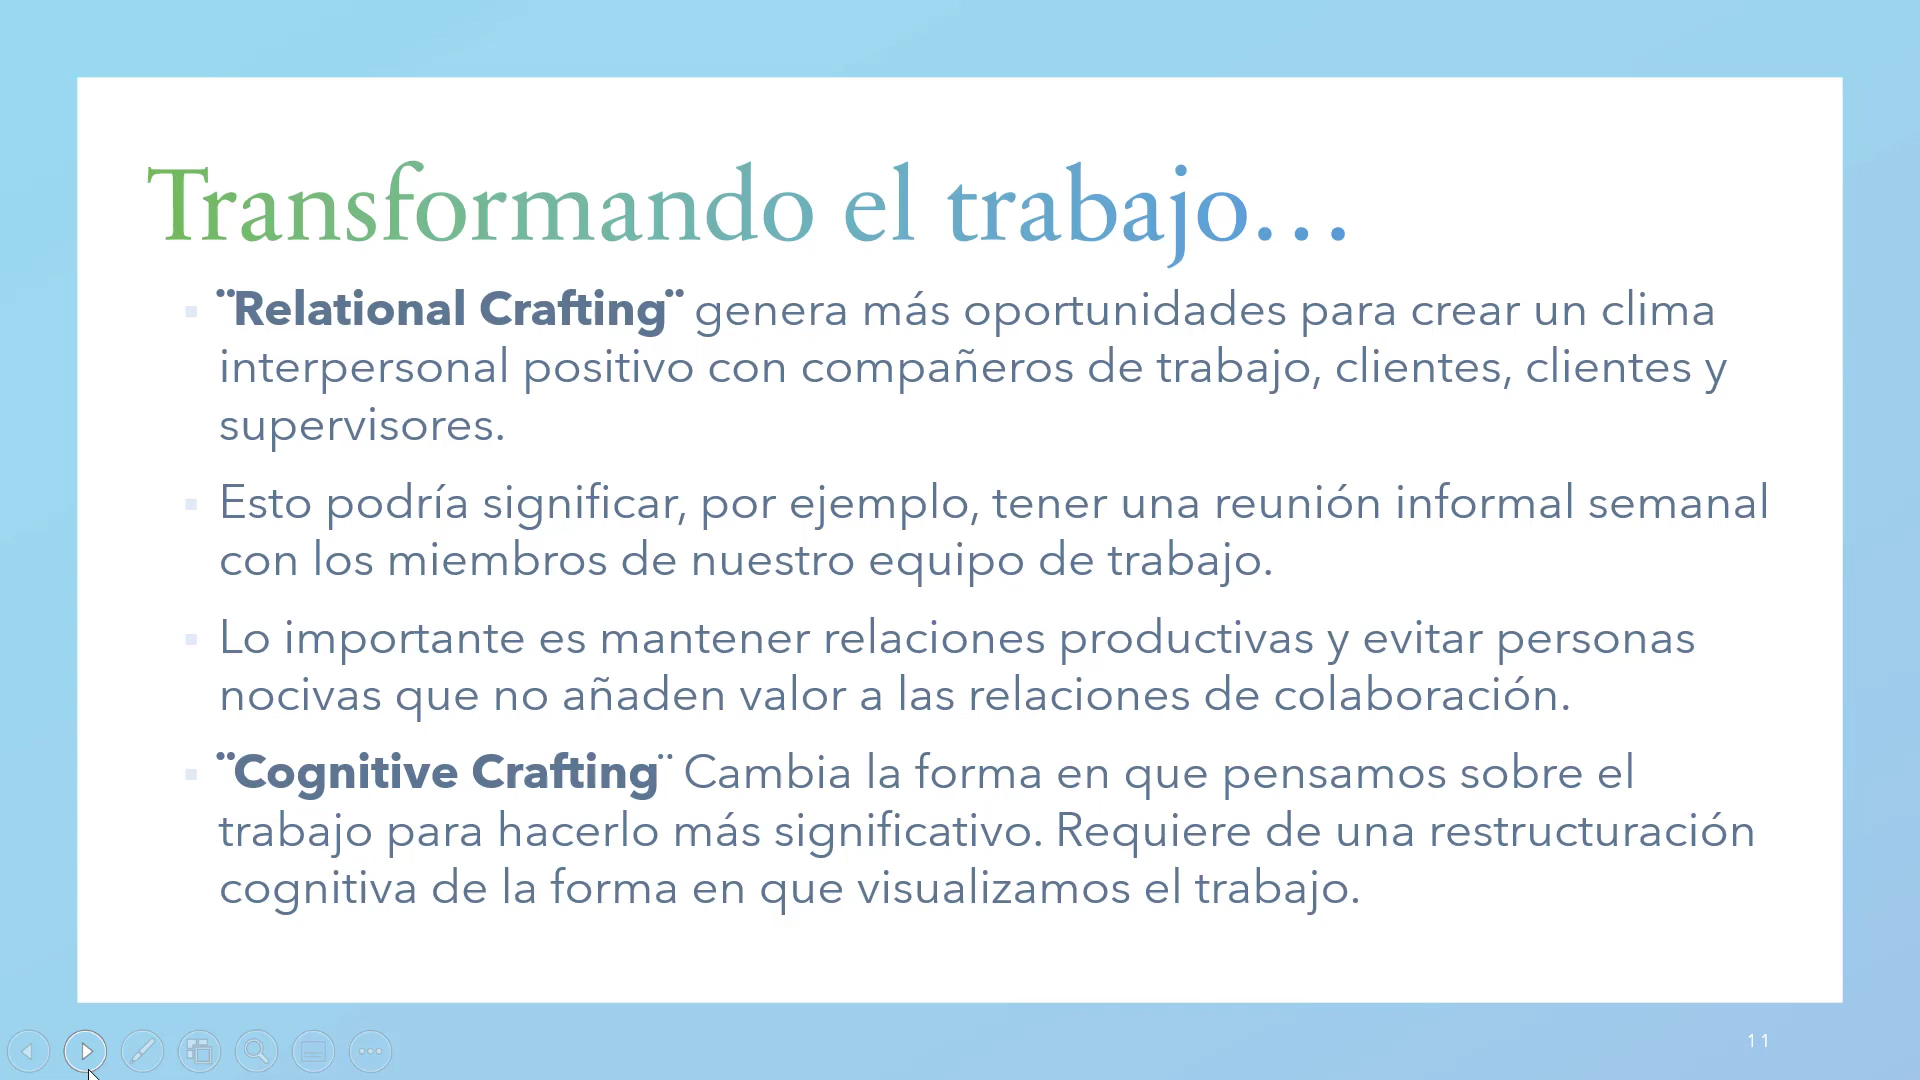 Transformando el trabajo...
¨Relational Crafting¨ genera más oportunidades para crear un clima
interpersonal positivo con compañeros de trabajo, clientes, clientes y
supervisores.
Esto podría significar, por ejemplo, tener una reunión informal semanal
con los miembros de nuestro equipo de trabajo.
Lo importante es mantener relaciones productivas y evitar personas
nocivas que no añaden valor a las relaciones de colaboración.
¨Cognitive Crafting¨ Cambia la forma en que pensamos sobre el
trabajo para hacerlo más significativo. Requiere de una restructuración
cognitiva de la forma en que visualizamos el trabajo.
11